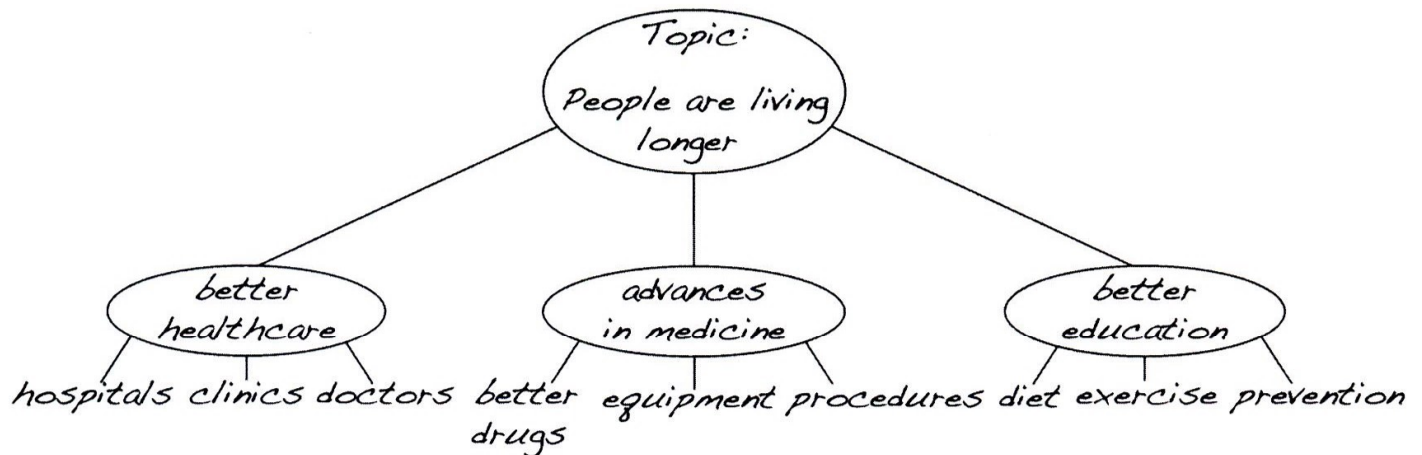 Topic:
People are living
longer
better
healthcare
advances
in medicine
better
education
hospitals clinics doctors
better equipment procedures
drugs
diet exercise prevention